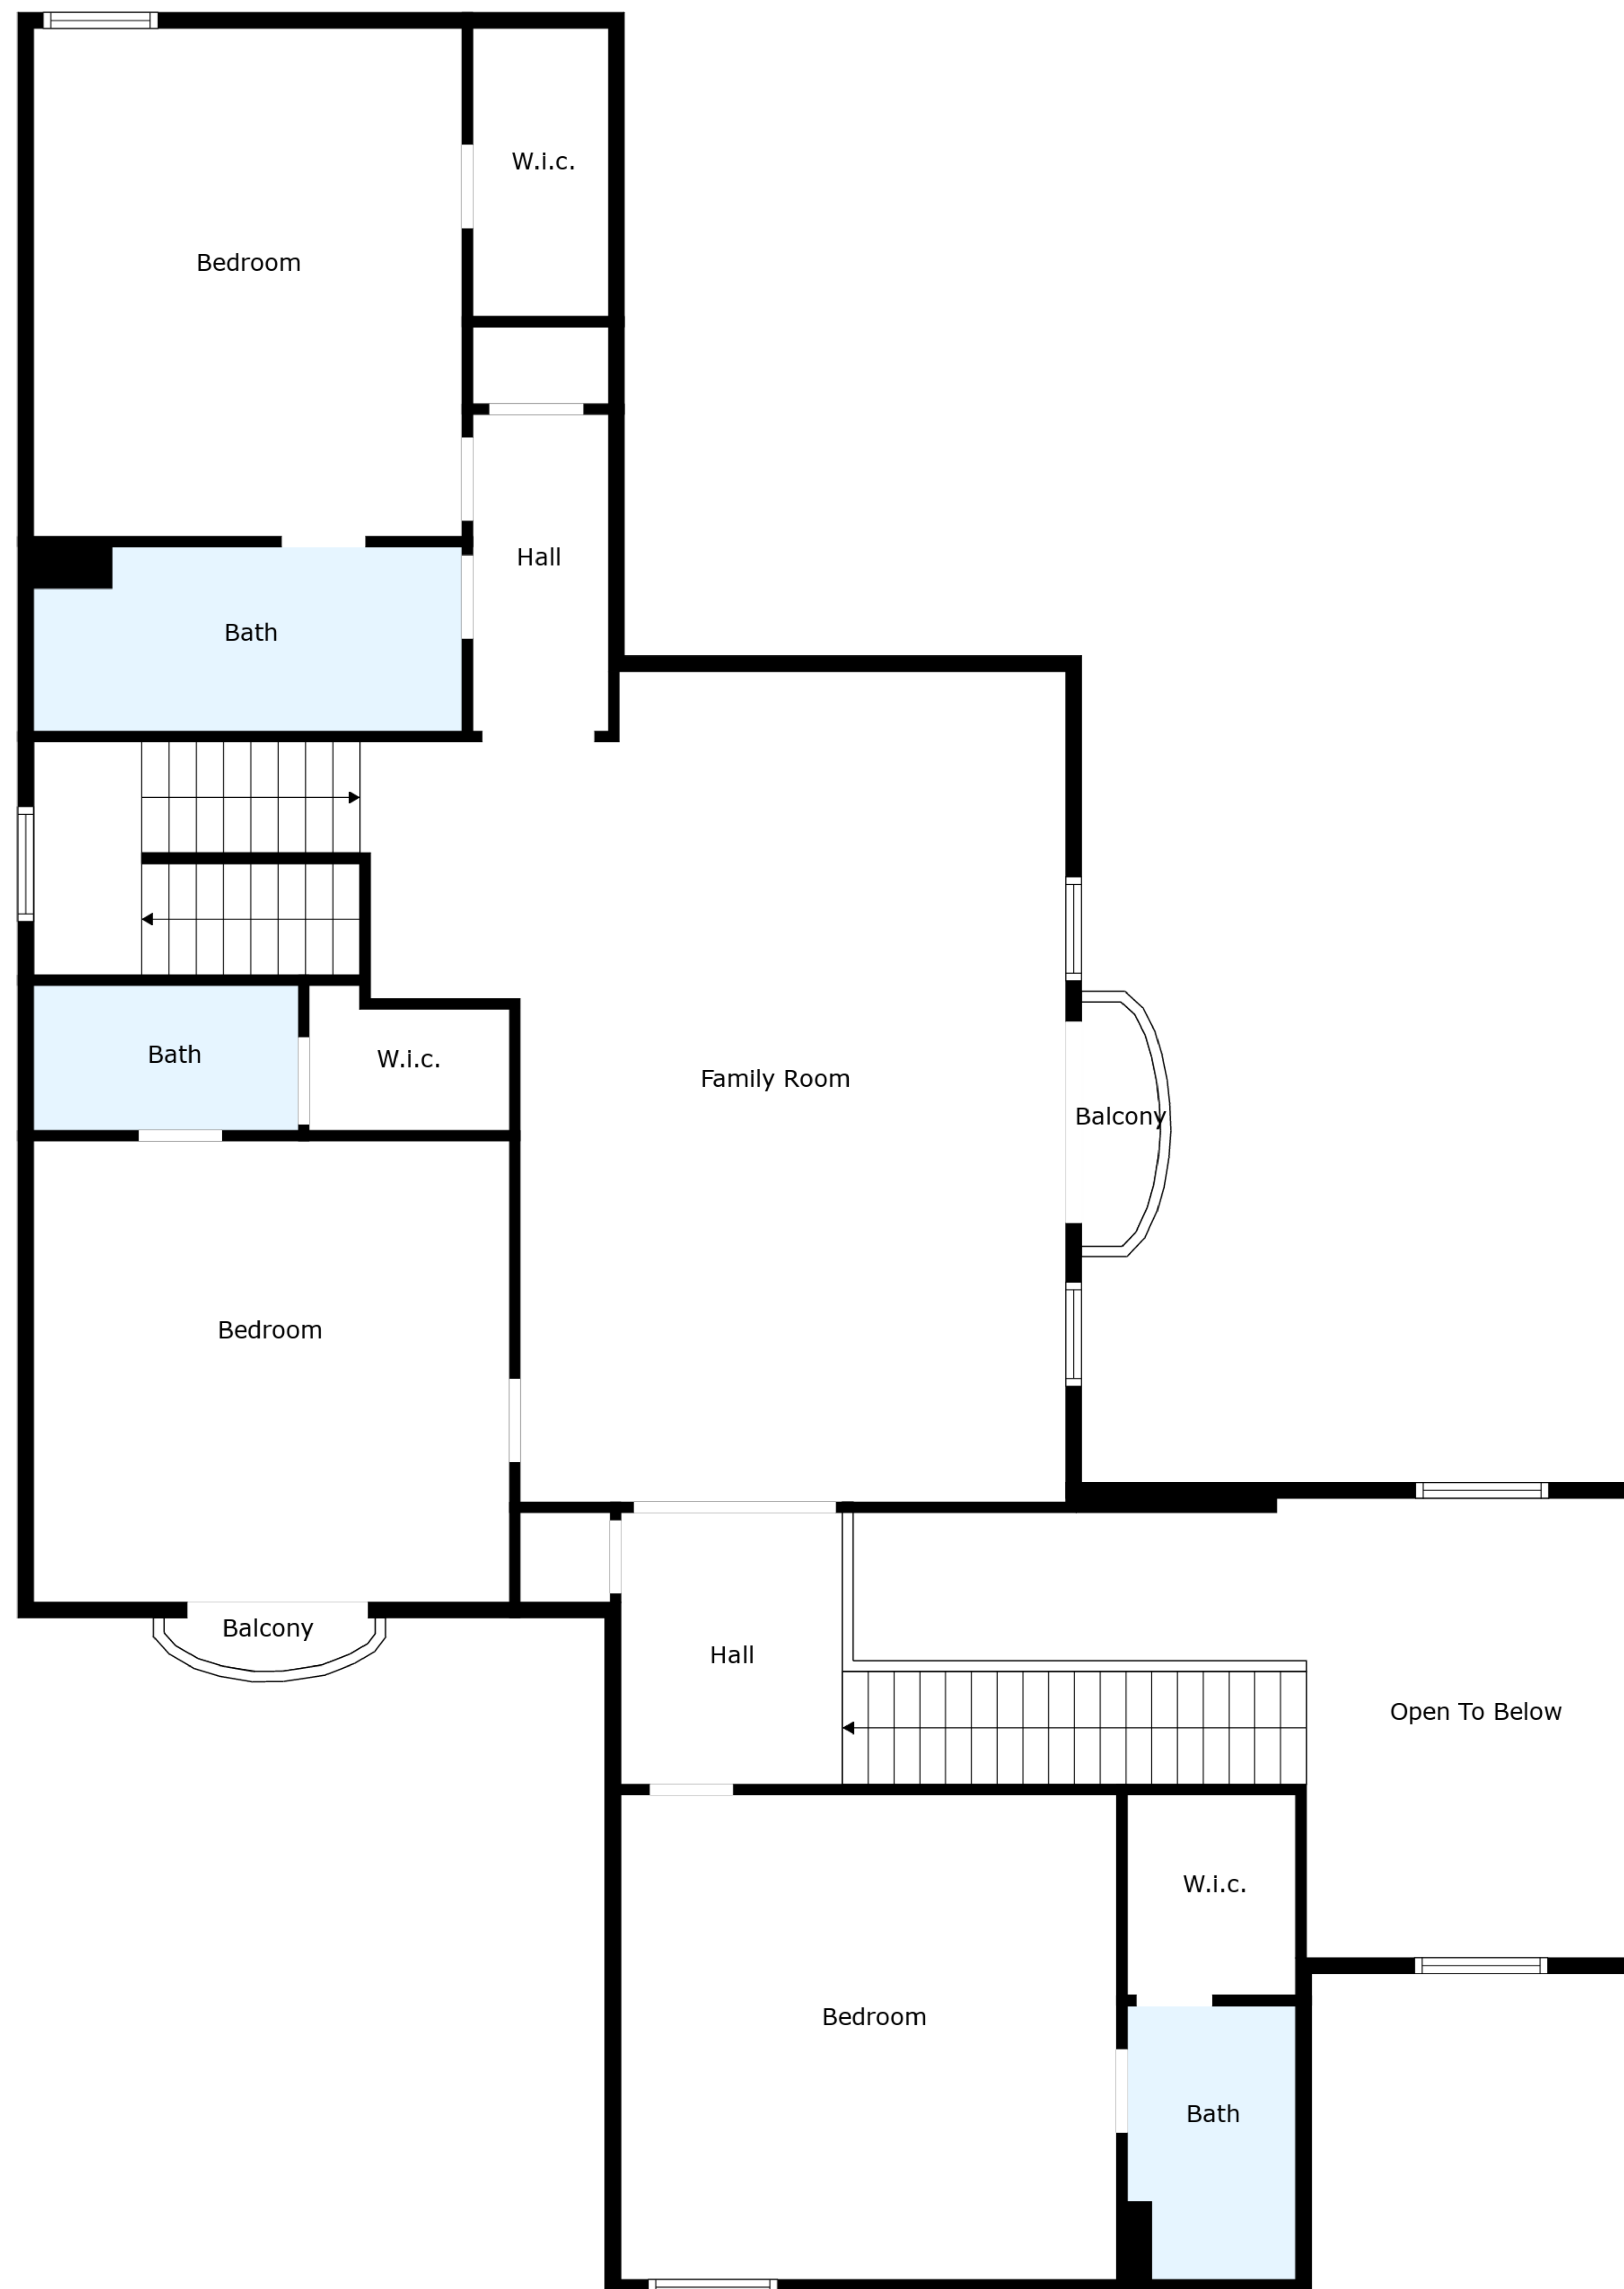 W.i.c.
Bedroom
Hall
Bath
Bath
W.i.c.
Family Room
Balcony
Bedroom
Balcony
Hall
Open To Below
W.i.c.
Bedroom
Bath